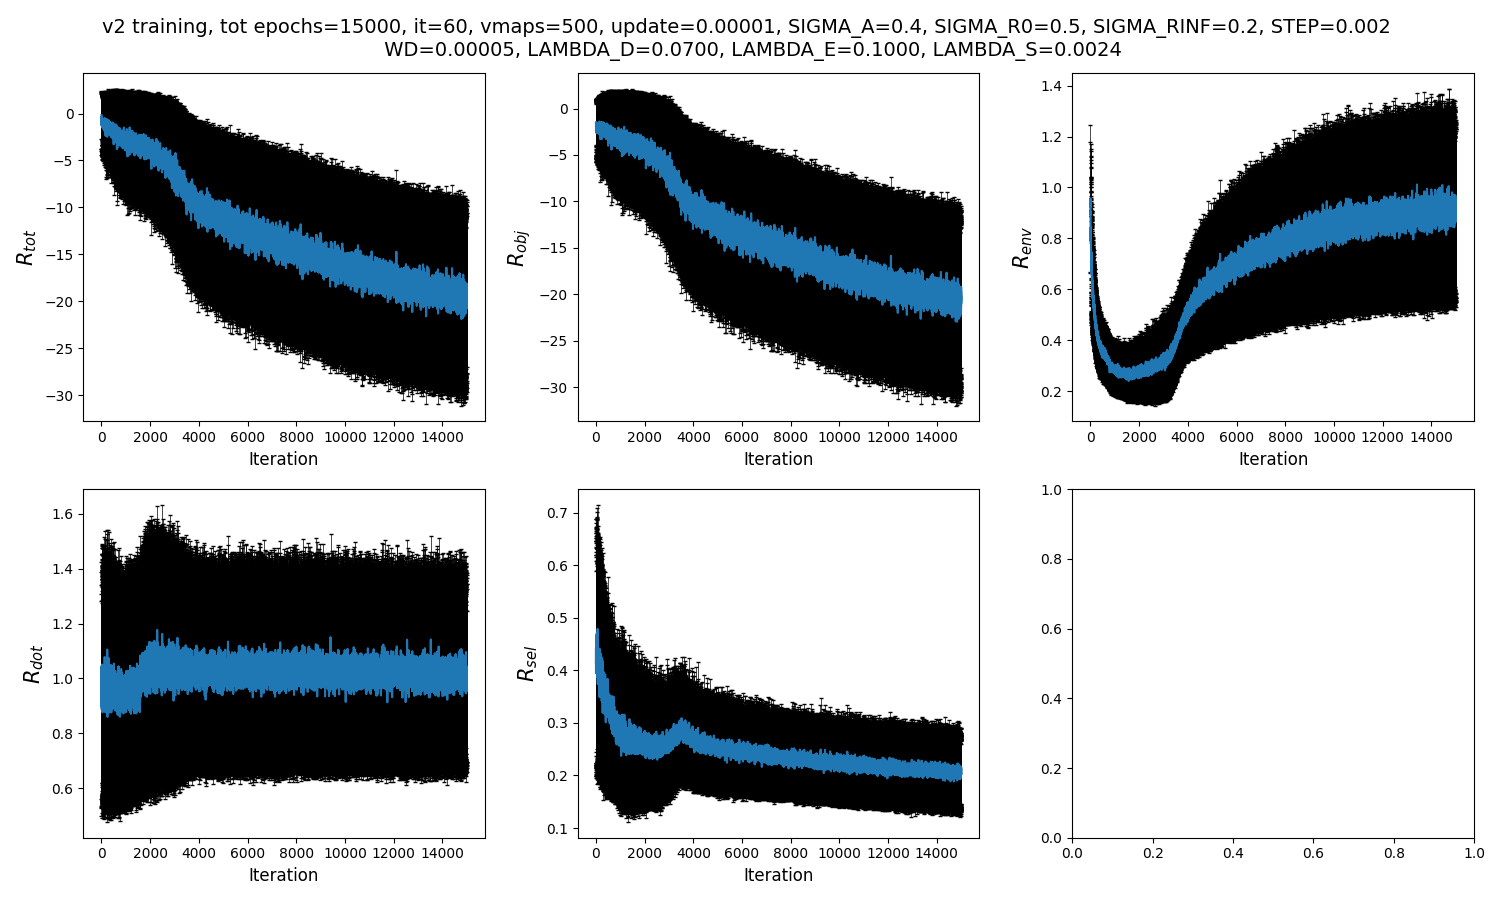 v2 training, tot epochs=15000, it=60, vmaps=500, update=0.00001, SIGMA_A=0.4, SIGMA_R0=0.5, SIGMA_RINF=0.2, STEP=0.002
WD=0.00005, LAMBDA_D=0.0700, LAMBDA_E=0.1000, LAMBDA_S=0.0024
R_tot
0
−5
−10
−15
−20
−25
−30
0 2000 4000 6000 8000 10000 12000 14000
Iteration
R_obj
0
−5
−10
−15
−20
−25
−30
0 2000 4000 6000 8000 10000 12000 14000
Iteration
R_env
1.4
1.2
1.0
0.8
0.6
0.4
0.2
0 2000 4000 6000 8000 10000 12000 14000
Iteration
R_dot
1.6
1.4
1.2
1.0
0.8
0.6
0 2000 4000 6000 8000 10000 12000 14000
Iteration
R_sel
0.7
0.6
0.5
0.4
0.3
0.2
0.1
0 2000 4000 6000 8000 10000 12000 14000
Iteration
1.0
0.8
0.6
0.4
0.2
0.0
0.0 0.2 0.4 0.6 0.8 1.0